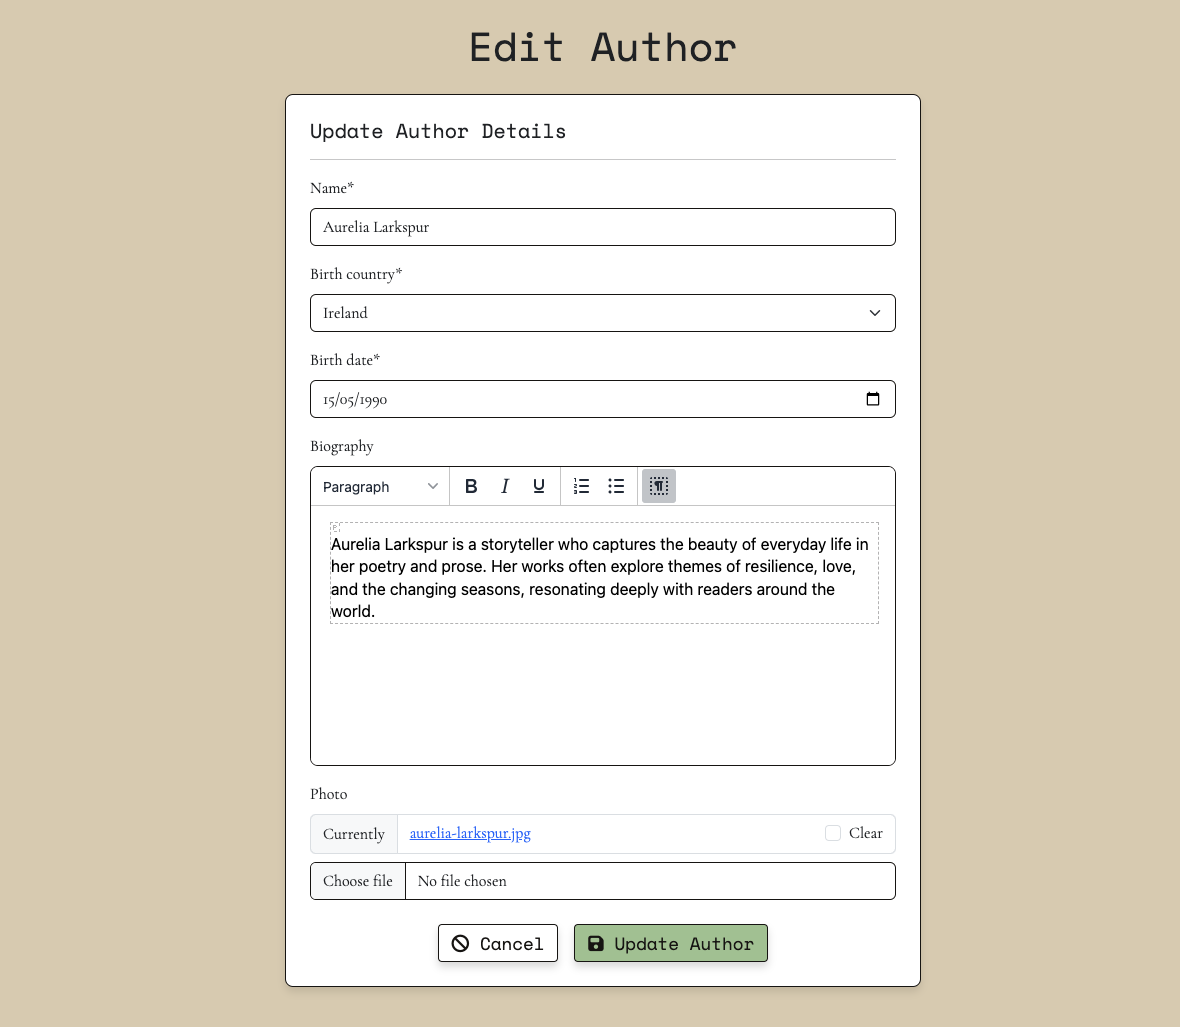 Edit Author
Update Author Details
Name*
Aurelia Larkspur
Birth country*
Ireland
Birth date*
15/05/1990
Biography
Paragraph B I U ¶
P
Aurelia Larkspur is a storyteller who captures the beauty of everyday life in
her poetry and prose. Her works often explore themes of resilience, love,
and the changing seasons, resonating deeply with readers around the
world.
Photo
Currently aurelia-larkspur.jpg Clear
Choose file No file chosen
Cancel Update Author